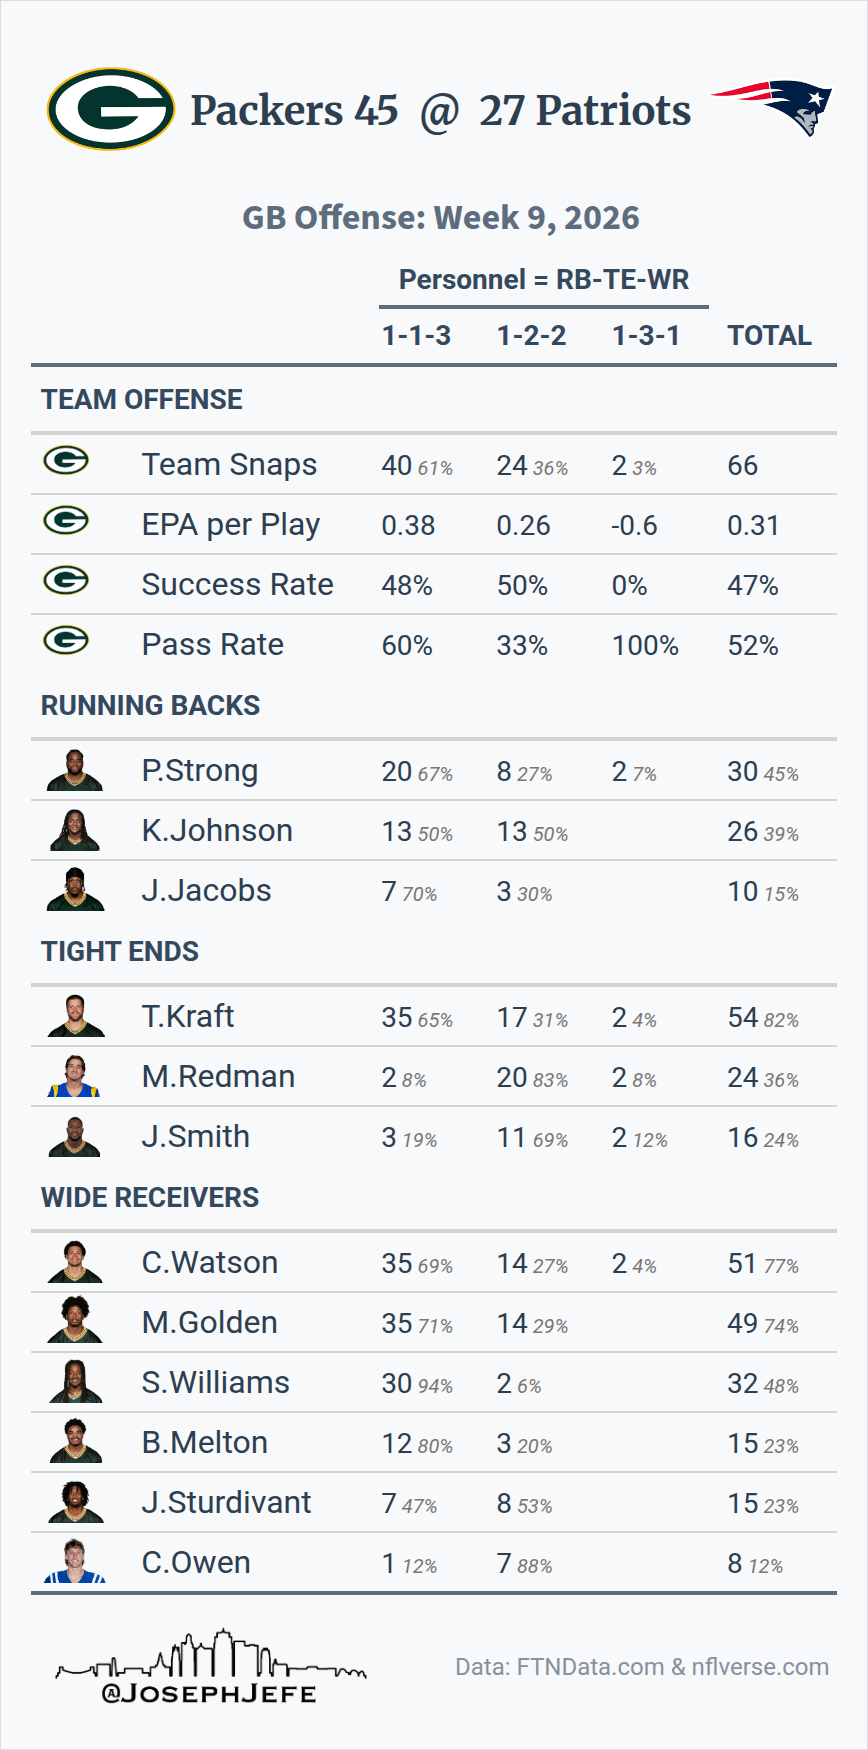 Packers 45 @ 27 Patriots
GB Offense: Week 9, 2026
Personnel = RB-TE-WR
1-1-3 1-2-2 1-3-1 TOTAL
TEAM OFFENSE
Team Snaps 40 61% 24 36% 2 3% 66
EPA per Play 0.38 0.26 -0.6 0.31
Success Rate 48% 50% 0% 47%
Pass Rate 60% 33% 100% 52%
RUNNING BACKS
P.Strong 20 67% 8 27% 2 7% 30 45%
K.Johnson 13 50% 13 50% 26 39%
J.Jacobs 7 70% 3 30% 10 15%
TIGHT ENDS
T.Kraft 35 65% 17 31% 2 4% 54 82%
M.Redman 2 8% 20 83% 2 8% 24 36%
J.Smith 3 19% 11 69% 2 12% 16 24%
WIDE RECEIVERS
C.Watson 35 69% 14 27% 2 4% 51 77%
M.Golden 35 71% 14 29% 49 74%
S.Williams 30 94% 2 6% 32 48%
B.Melton 12 80% 3 20% 15 23%
J.Sturdivant 7 47% 8 53% 15 23%
C.Owen 1 12% 7 88% 8 12%
@JOSEPHJEFE
Data: FTNData.com & nflverse.com